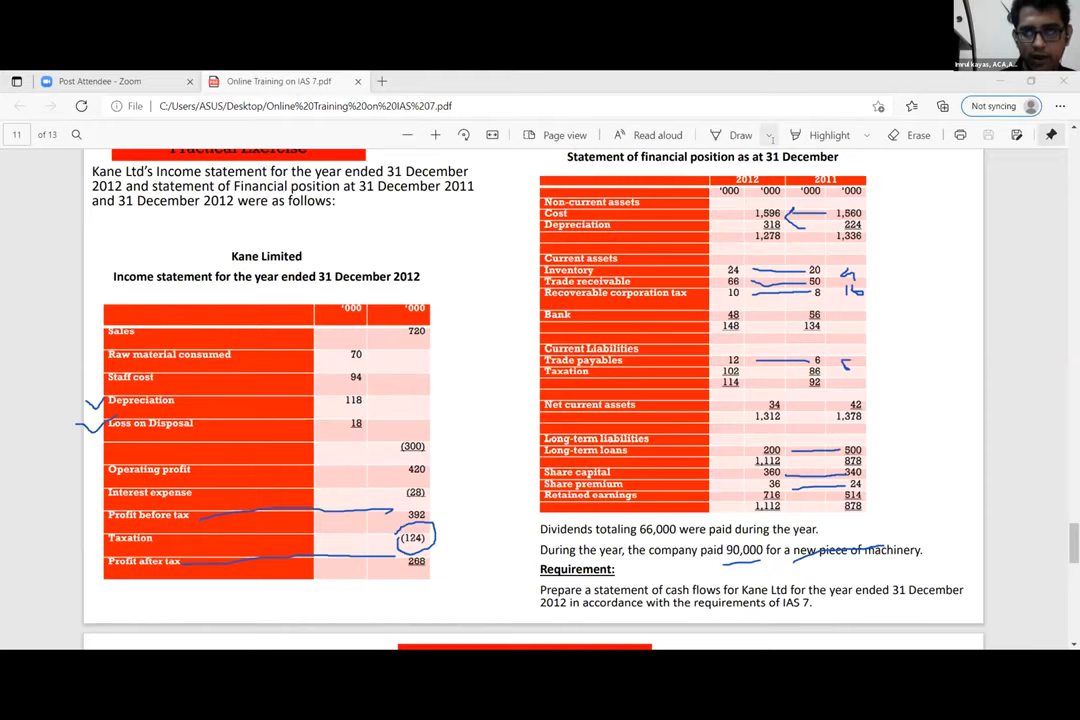 Imrul kayas, ACA,A...
Post Attendee - Zoom
Online Training on IAS 7.pdf
File
C:/Users/ASUS/Desktop/Online%20Training%20on%20IAS%207.pdf
Not syncing
11 of 13
Page view
Read aloud
Draw
Highlight
Erase
Practical Exercise
Kane Ltd's Income statement for the year ended 31 December
2012 and statement of Financial position at 31 December 2011
and 31 December 2012 were as follows:
Kane Limited
Income statement for the year ended 31 December 2012
'000 '000
Sales 720
Raw material consumed 70
Staff cost 94
Depreciation 118
Loss on Disposal 18
(300)
Operating profit 420
Interest expense (28)
Profit before tax 392
Taxation (124)
Profit after tax 268
Statement of financial position as at 31 December
2012 2011
'000 '000 '000 '000
Non-current assets
Cost 1,596 1,560
Depreciation 318 224
1,278 1,336
Current assets
Inventory 24 20 4
Trade receivable 66 50 16
Recoverable corporation tax 10 8
Bank 48 56
148 134
Current Liabilities
Trade payables 12 6
Taxation 102 86
114 92
Net current assets 34 42
1,312 1,378
Long-term liabilities
Long-term loans 200 500
1,112 878
Share capital 360 340
Share premium 36 24
Retained earnings 716 514
1,112 878
Dividends totaling 66,000 were paid during the year.
During the year, the company paid 90,000 for a new piece of machinery.
Requirement:
Prepare a statement of cash flows for Kane Ltd for the year ended 31 December
2012 in accordance with the requirements of IAS 7.